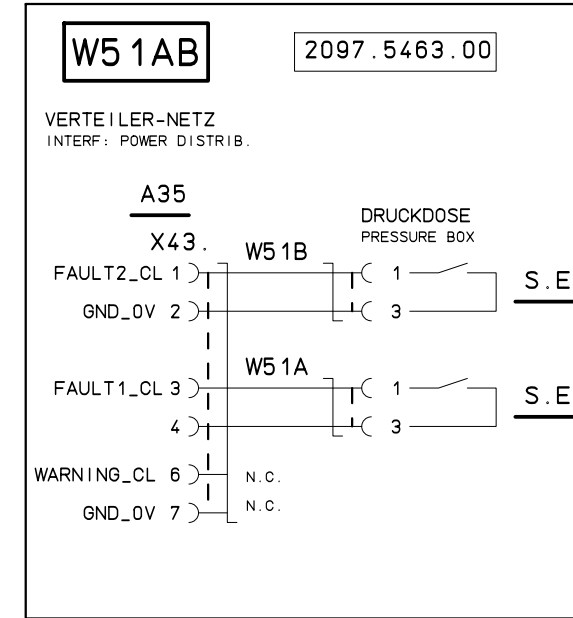 W51AB
2097.5463.00
VERTEILER-NETZ
INTERF: POWER DISTRIB.
A35
DRUCKDOSE
X43.
W51B
PRESSURE BOX
FAULT2_CL 1
1
S.E
GND_0V 2
3
W51A
FAULT1_CL 3
1
S.E
4
3
WARNING_CL 6
N.C.
GND_0V 7
N.C.